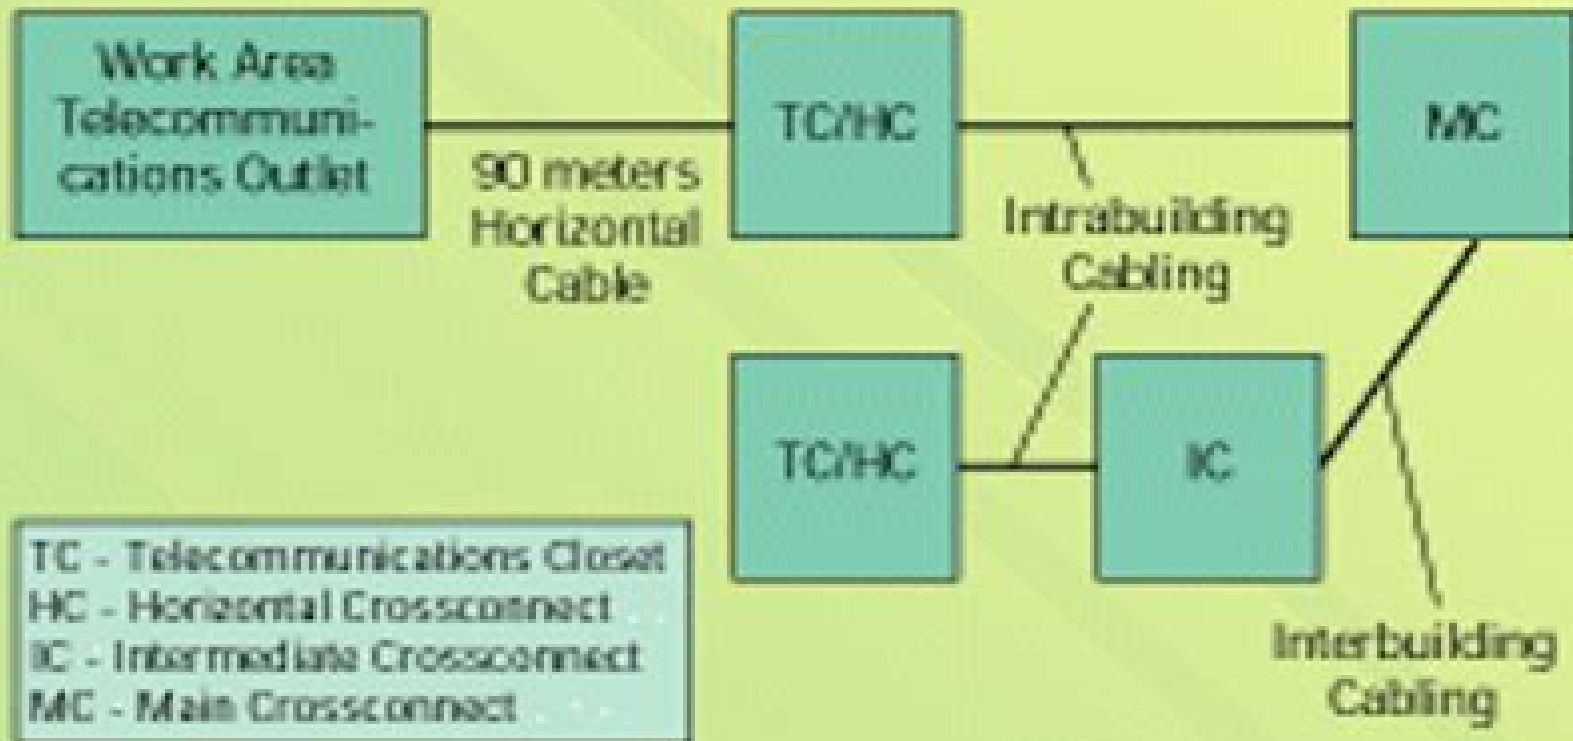 Work Area
Telecommuni-
cations Outlet
90 meters
Horizontal
Cable
TC/HC
Intrabuilding
Cabling
MC
TC/HC
IC
Interbuilding
Cabling
TC - Telecommunications Closet
HC - Horizontal Crossconnect
IC - Intermediate Crossconnect
MC - Main Crossconnect